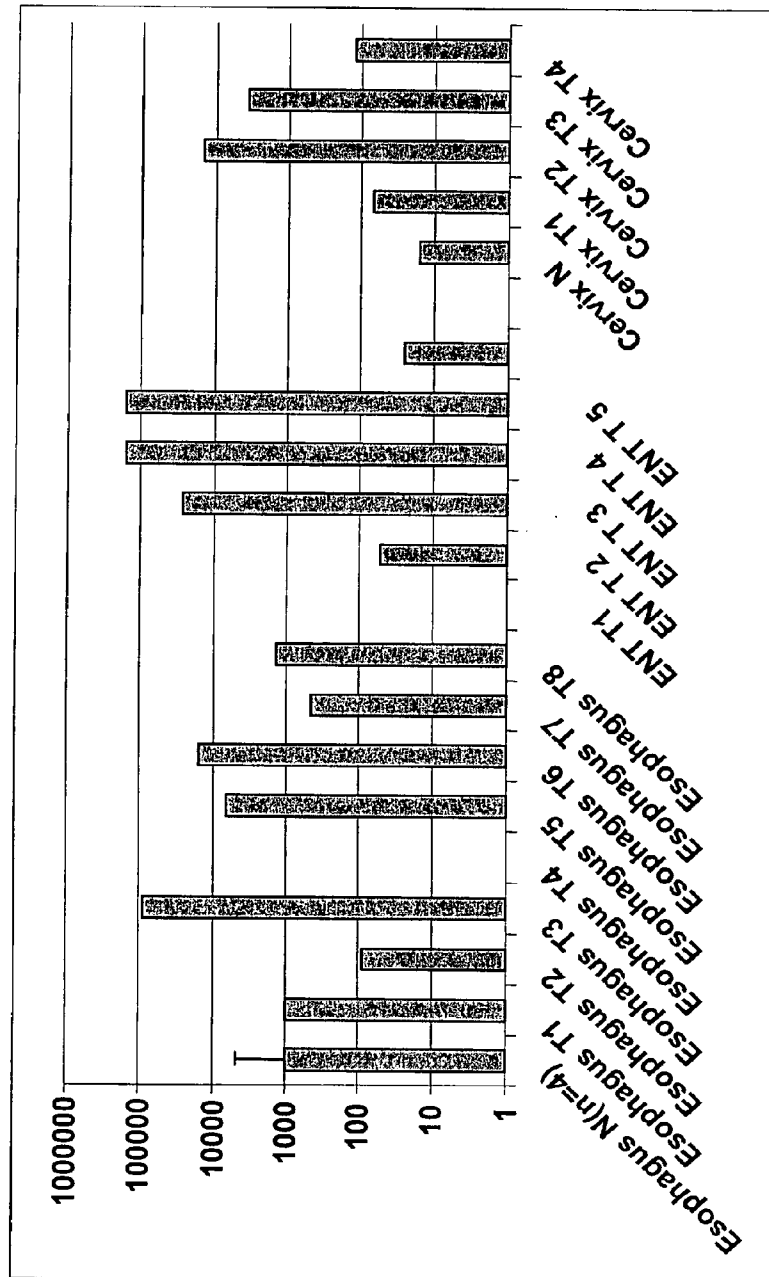 1000000
100000
10000
1000
100
10
1
Esophagus N(n=4)
Esophagus T1
Esophagus T2
Esophagus T3
Esophagus T4
Esophagus T5
Esophagus T6
Esophagus T7
Esophagus T8
ENT T1
ENT T 2
ENT T 3
ENT T 4
ENT T 5
Cervix N
Cervix T1
Cervix T2
Cervix T3
Cervix T4